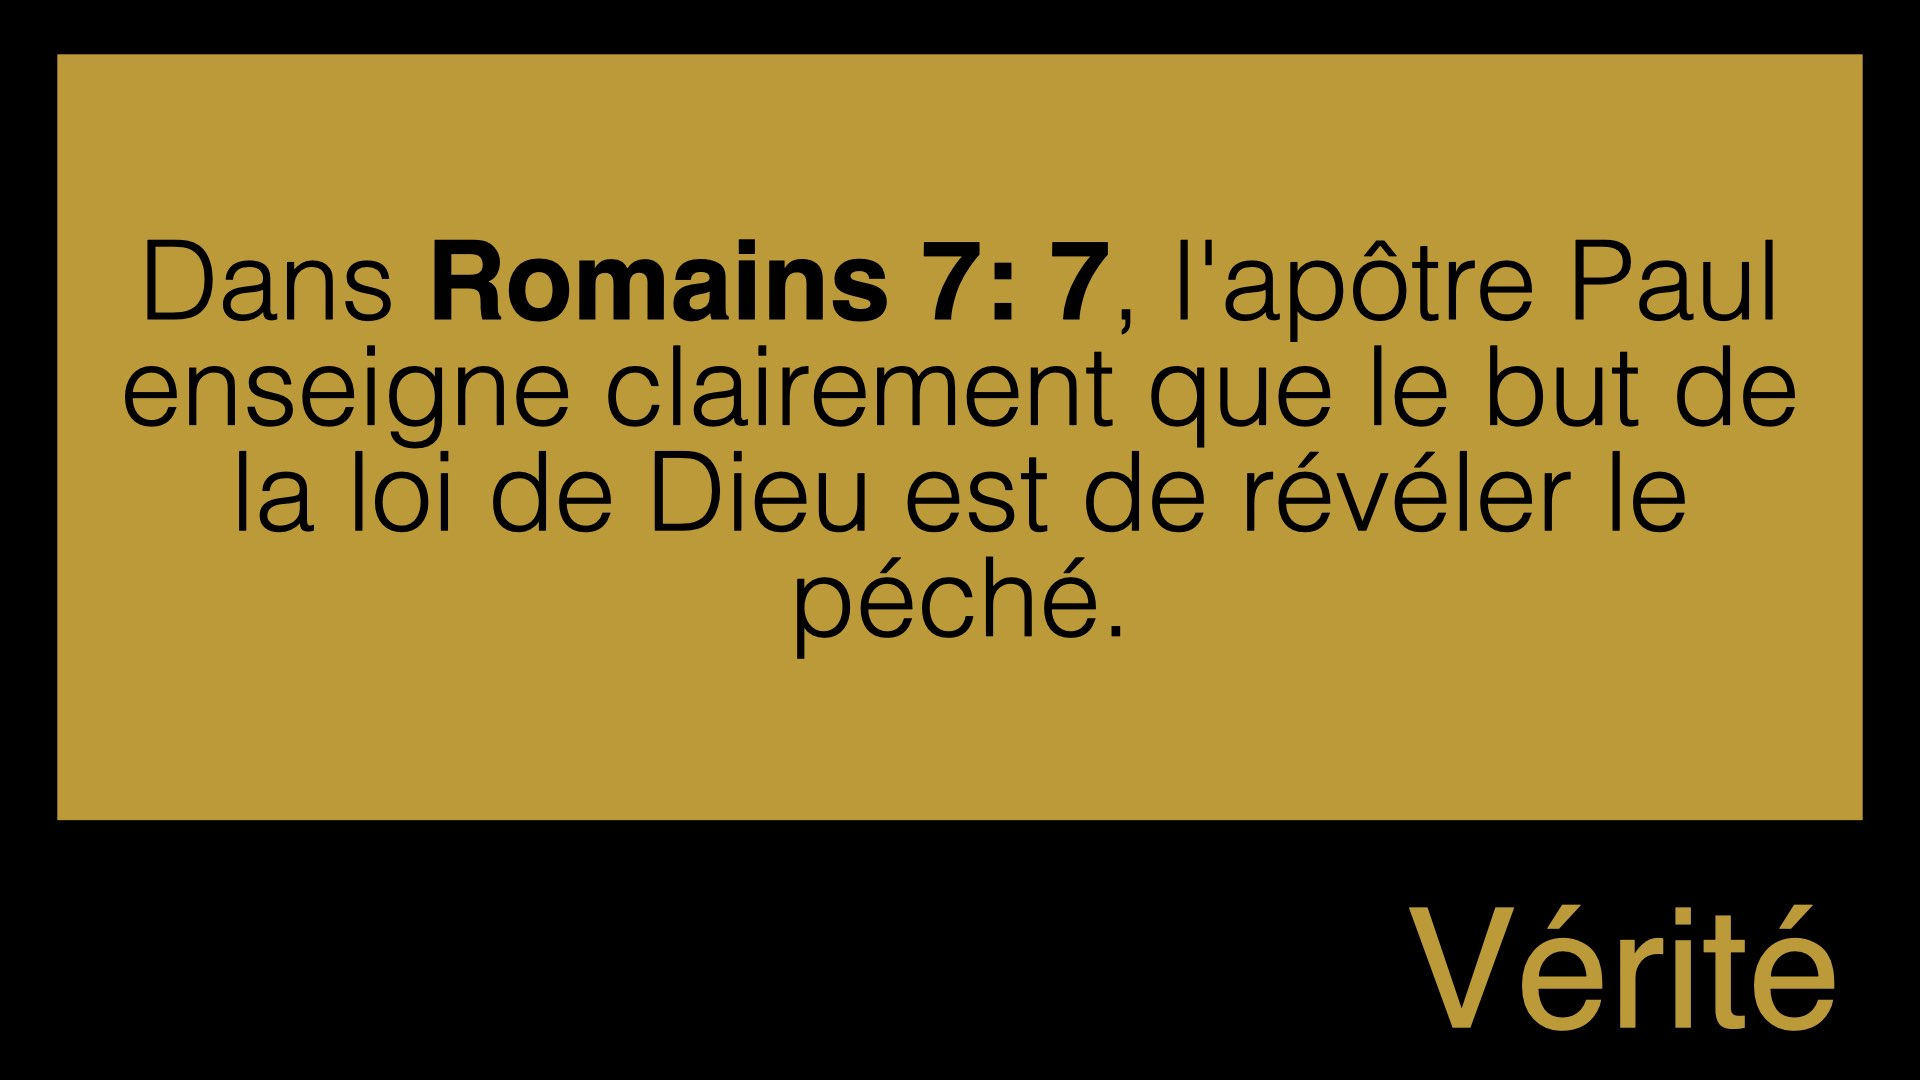 Dans Romains 7: 7, l'apôtre Paul
enseigne clairement que le but de
la loi de Dieu est de révéler le
péché.
Vérité